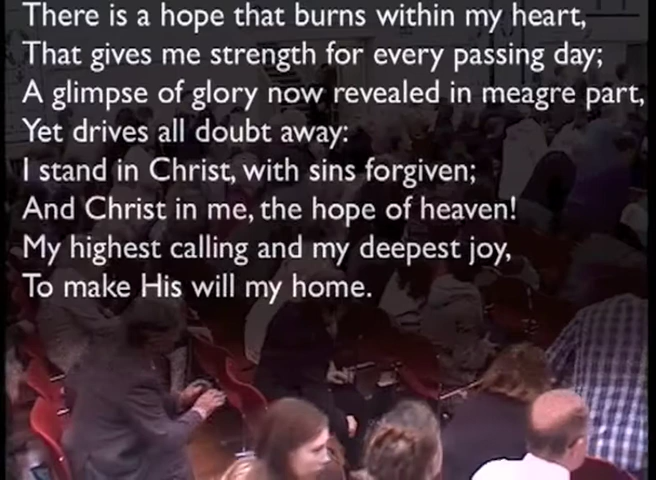 There is a hope that burns within my heart,
That gives me strength for every passing day;
A glimpse of glory now revealed in meagre part,
Yet drives all doubt away:
I stand in Christ, with sins forgiven;
And Christ in me, the hope of heaven!
My highest calling and my deepest joy,
To make His will my home.